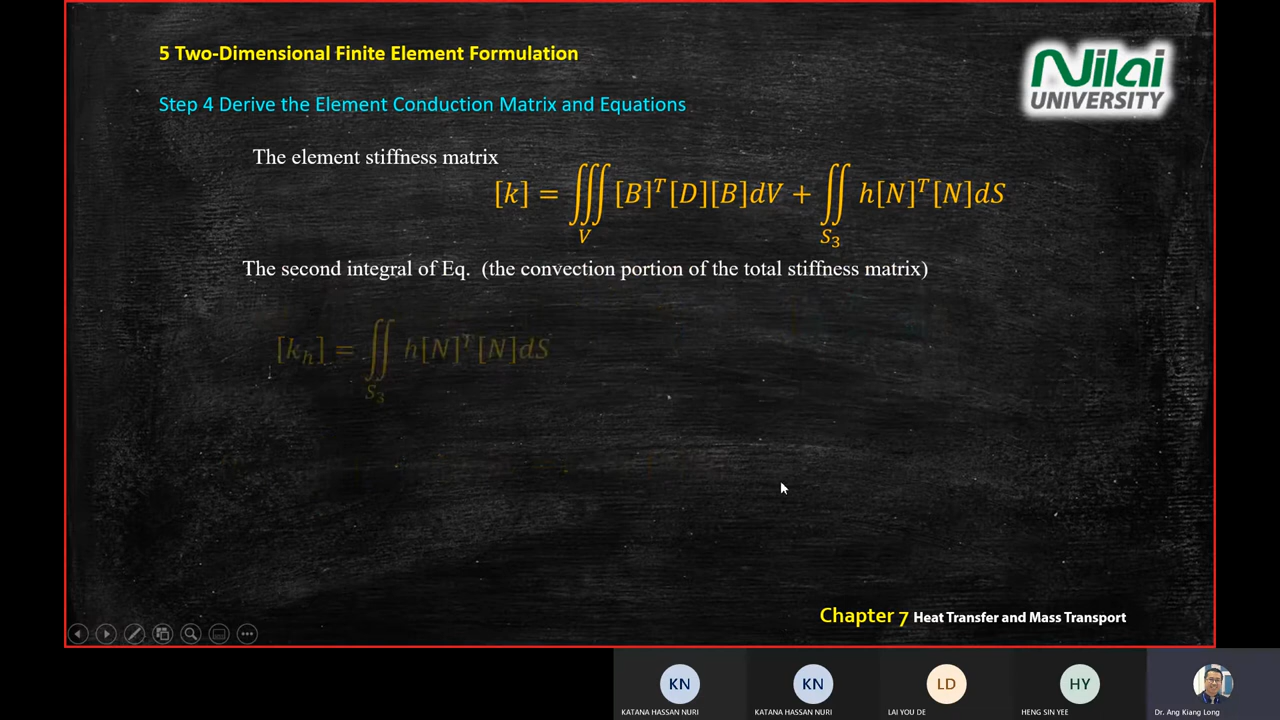 5 Two-Dimensional Finite Element Formulation
Nilai
UNIVERSITY
Step 4 Derive the Element Conduction Matrix and Equations
The element stiffness matrix
[k] = ∭_V [B]^T [D][B]dV + ∬_{S_3} h[N]^T [N]dS
The second integral of Eq. (the convection portion of the total stiffness matrix)
[k_h] = ∬_{S_3} h[N]^T [N]dS
Chapter 7 Heat Transfer and Mass Transport
KN
KN
LD
HY
KATANA HASSAN NURI
KATANA HASSAN NURI
LAI YOU DE
HENG SIN YEE
Dr. Ang Kiang Long